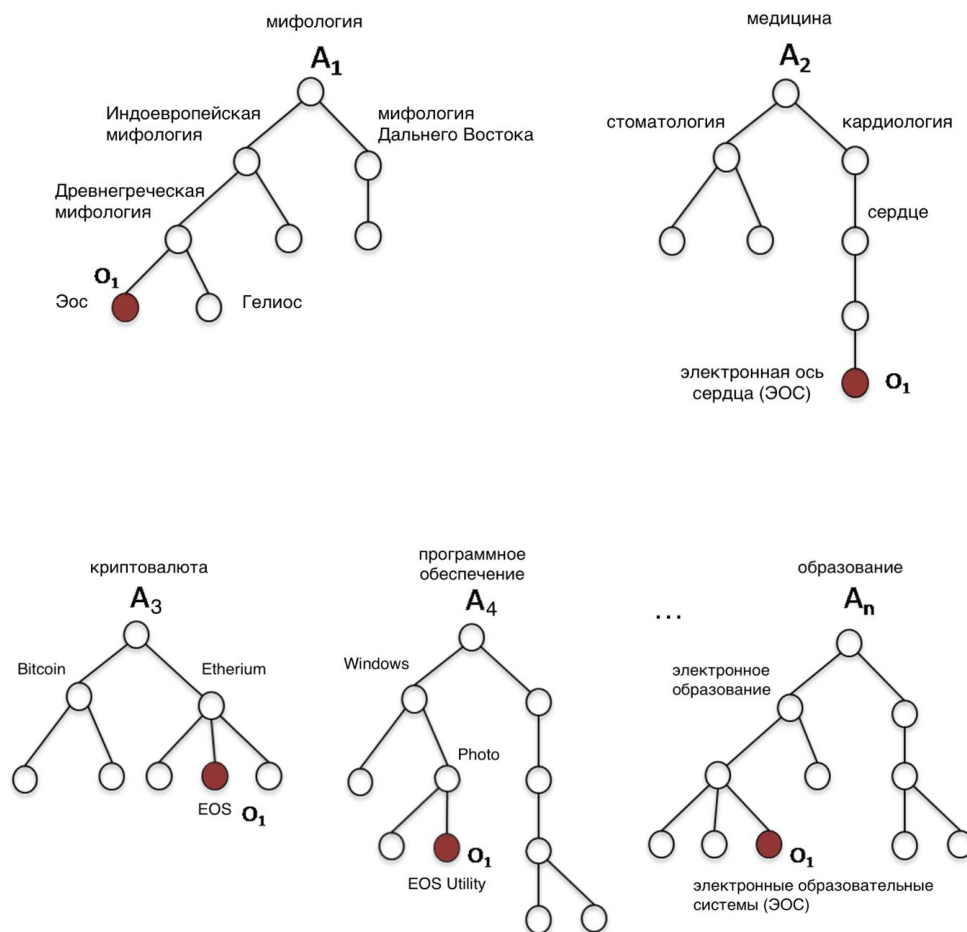 мифология
A₁
Индоевропейская
мифология
мифология
Дальнего Востока
Древнегреческая
мифология
O₁
Эос
Гелиос
медицина
A₂
стоматология
кардиология
сердце
электронная ось
сердца (ЭОС)
O₁
криптовалюта
A₃
Bitcoin
Etherium
EOS
O₁
программное
обеспечение
A₄
Windows
Photo
O₁
EOS Utility
...
образование
Aₙ
электронное
образование
O₁
электронные образовательные
системы (ЭОС)